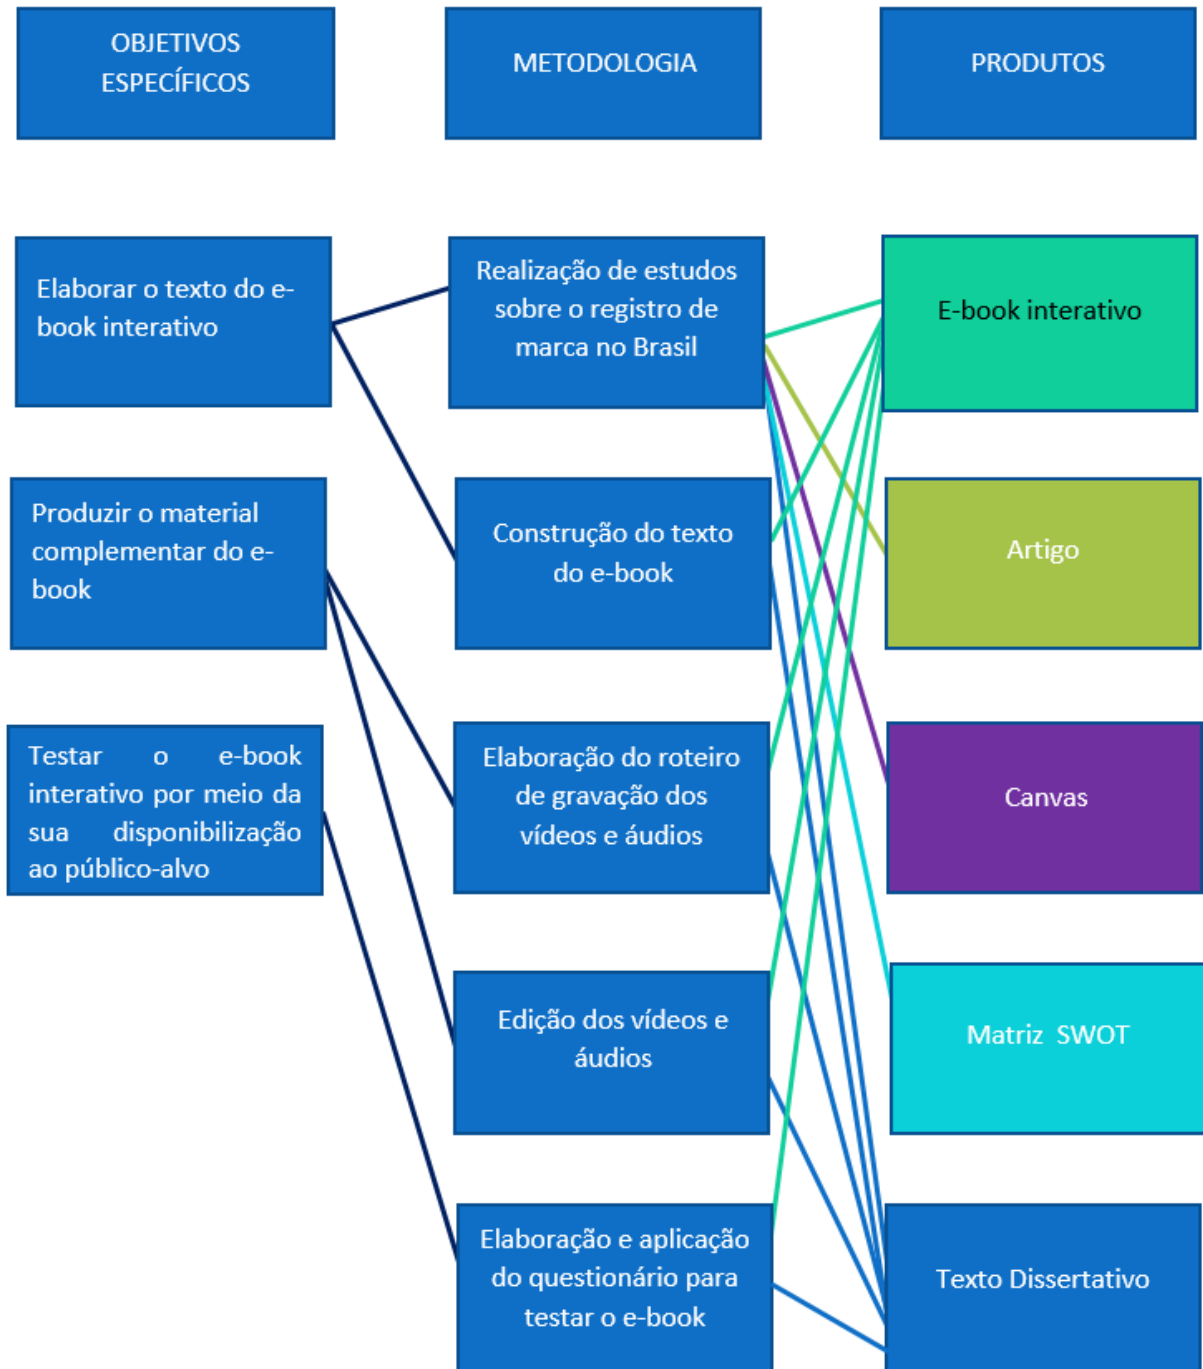 OBJETIVOS
ESPECÍFICOS
METODOLOGIA
PRODUTOS
Elaborar o texto do e-
book interativo
Realização de estudos
sobre o registro de
marca no Brasil
E-book interativo
Produzir o material
complementar do e-
book
Construção do texto
do e-book
Artigo
Testar o e-book
interativo por meio da
sua disponibilização
ao público-alvo
Elaboração do roteiro
de gravação dos
vídeos e áudios
Canvas
Edição dos vídeos e
áudios
Matriz SWOT
Elaboração e aplicação
do questionário para
testar o e-book
Texto Dissertativo